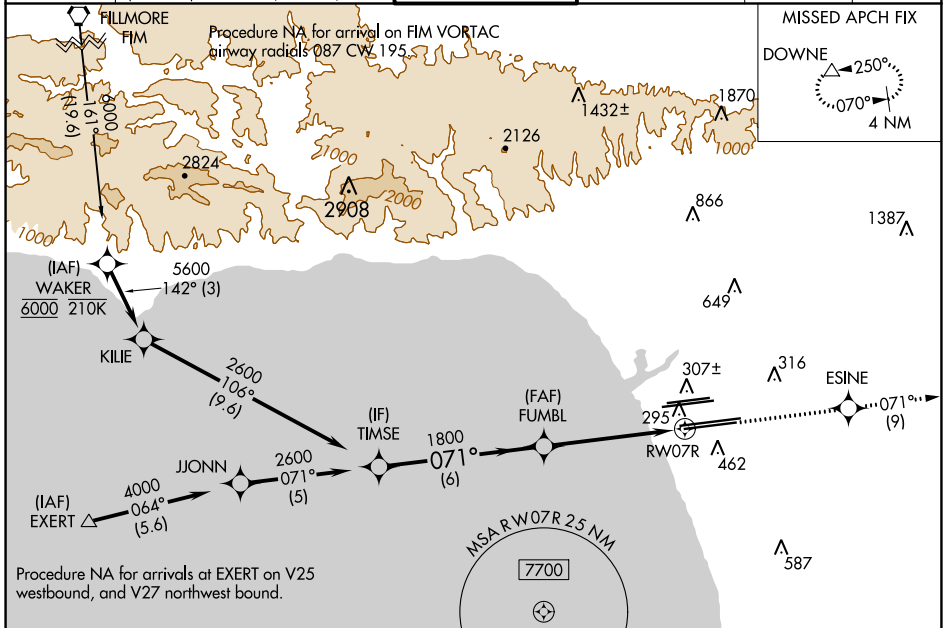 FILLMORE
FIM
Procedure NA for arrival on FIM VORTAC
airway radials 087 CW 195.
MISSED APCH FIX
DOWNE
250°
070°
4 NM
6000
161°
(19.6)
1432±
1870
2126
1000
1000
2824
2908
2000
866
1387
1000
(IAF)
WAKER
6000 210K
5600
142° (3)
649
KILIE
2600
106°
(9.6)
307±
316
ESINE
295
071°
(9)
(FAF)
FUMBL
(IF)
TIMSE
1800
071°
(6)
RW07R
462
JJONN
2600
071°
(5)
4000
064°
(5.6)
(IAF)
EXERT
MSA RW07R 25 NM
7700
587
Procedure NA for arrivals at EXERT on V25
westbound, and V27 northwest bound.